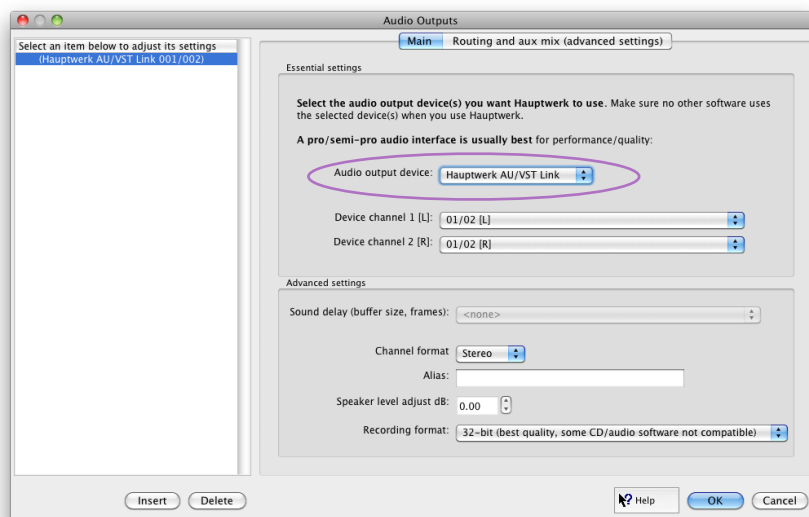 Audio Outputs
Select an item below to adjust its settings
(Hauptwerk AU/VST Link 001/002)
Main
Routing and aux mix (advanced settings)
Essential settings
Select the audio output device(s) you want Hauptwerk to use. Make sure no other software uses
the selected device(s) when you use Hauptwerk.
A pro/semi-pro audio interface is usually best for performance/quality:
Audio output device: Hauptwerk AU/VST Link
Device channel 1 [L]: 01/02 [L]
Device channel 2 [R]: 01/02 [R]
Advanced settings
Sound delay (buffer size, frames): <none>
Channel format Stereo
Alias:
Speaker level adjust dB: 0.00
Recording format: 32-bit (best quality, some CD/audio software not compatible)
Insert
Delete
? Help
OK
Cancel